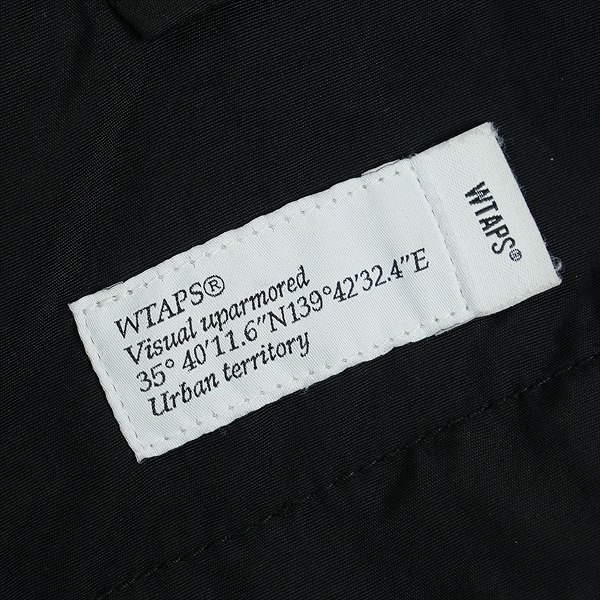 WTAPS®
Visual uparmored
35° 40'11.6"N139°42'32.4"E
Urban territory
WTAPS®